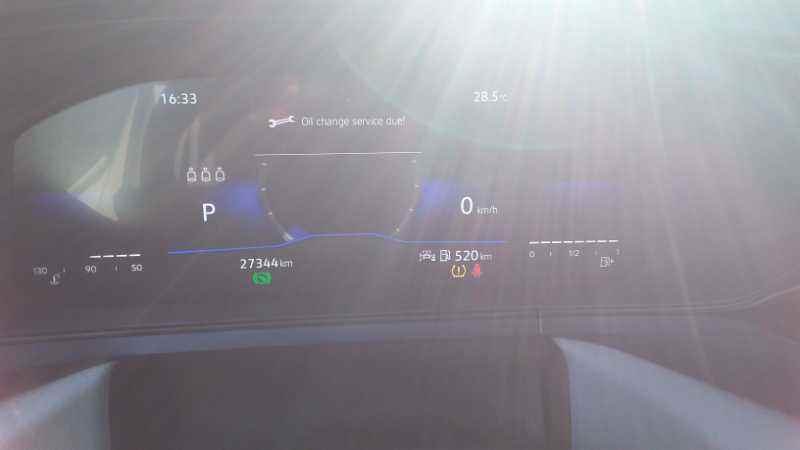 16:33
28.5°C
Oil change service due!
P
0 km/h
130 90 50
0 1/2 1
27344 km
520 km